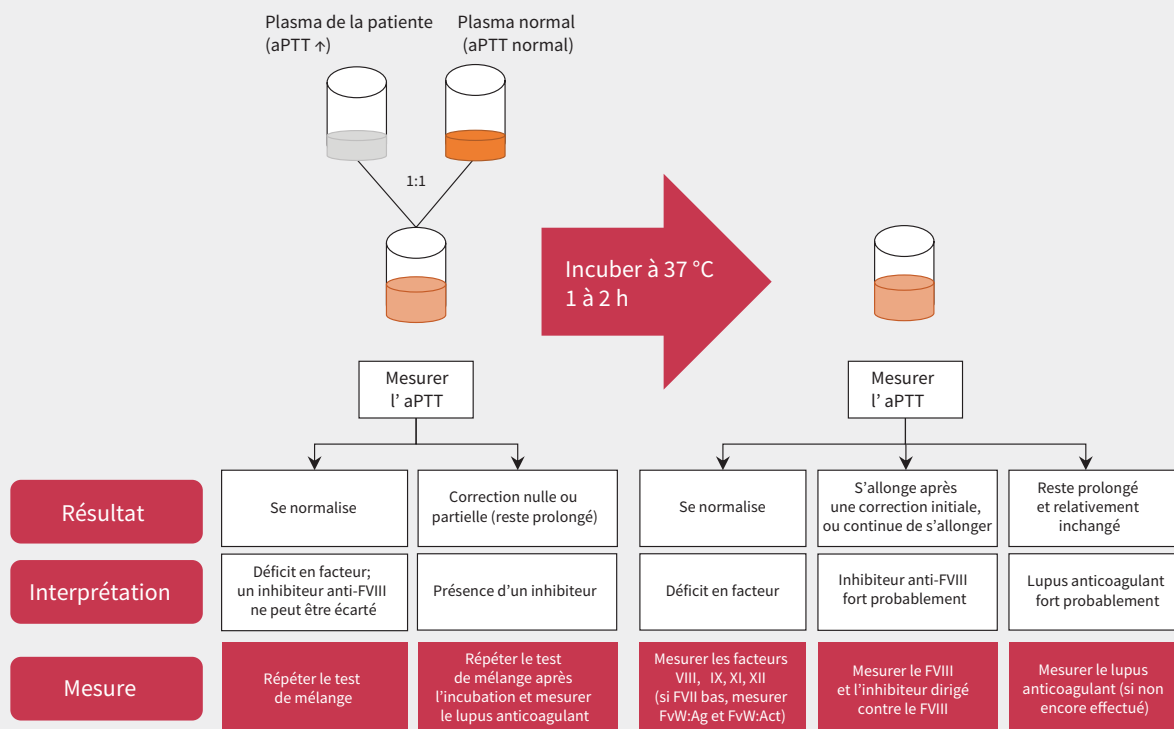 Plasma de la patiente
(aPTT ↑)
Plasma normal
(aPTT normal)
1:1
Incuber à 37 °C
1 à 2 h
Mesurer
l’ aPTT
Mesurer
l’ aPTT
Résultat
Se normalise
Correction nulle ou
partielle (reste prolongé)
Se normalise
S’allonge après
une correction initiale,
ou continue de s’allonger
Reste prolongé
et relativement
inchangé
Interprétation
Déficit en facteur;
un inhibiteur anti-FVIII
ne peut être écarté
Présence d’un inhibiteur
Déficit en facteur
Inhibiteur anti-FVIII
fort probablement
Lupus anticoagulant
fort probablement
Mesure
Répéter le test
de mélange
Répéter le test
de mélange après
l’incubation et mesurer
le lupus anticoagulant
Mesurer les facteurs
VIII, IX, XI, XII
(si FVII bas, mesurer
FvW:Ag et FvW:Act)
Mesurer le FVIII
et l’inhibiteur dirigé
contre le FVIII
Mesurer le lupus
anticoagulant (si non
encore effectué)